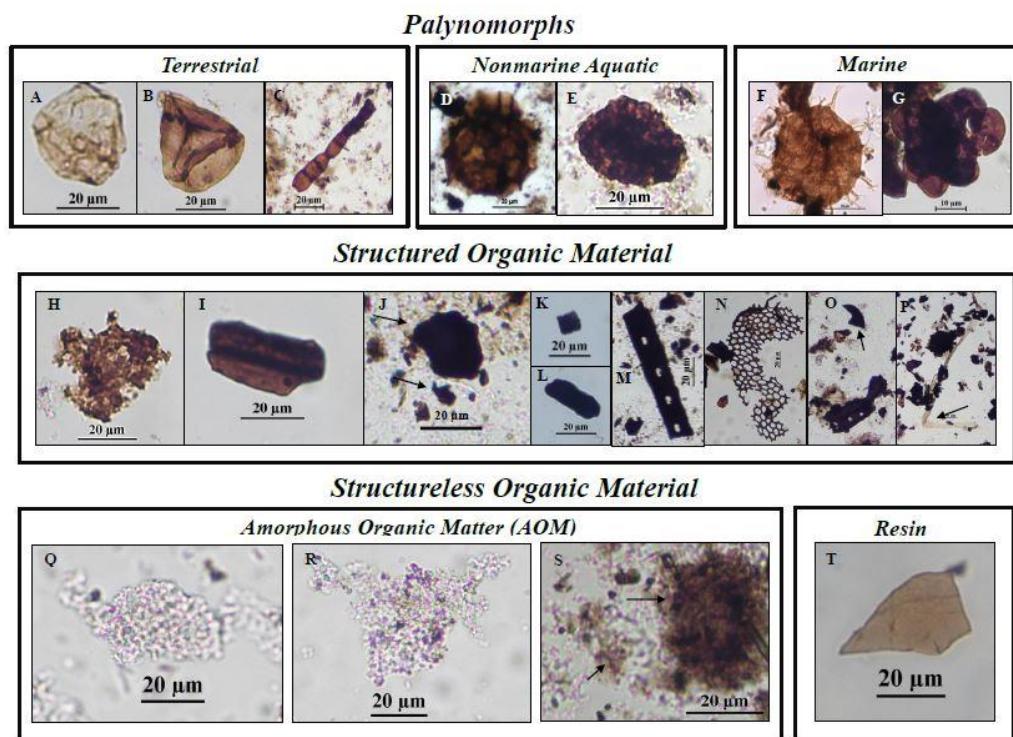 Palynomorphs
Terrestrial
Nonmarine Aquatic
Marine
A
B
C
D
E
F
G
20 µm
20 µm
20 µm
20 µm
10 µm
Structured Organic Material
H
I
J
K
L
M
N
O
P
20 µm
20 µm
20 µm
20 µm
20 µm
20 µm
Structureless Organic Material
Amorphous Organic Matter (AOM)
Resin
Q
R
S
T
20 µm
20 µm
20 µm
20 µm